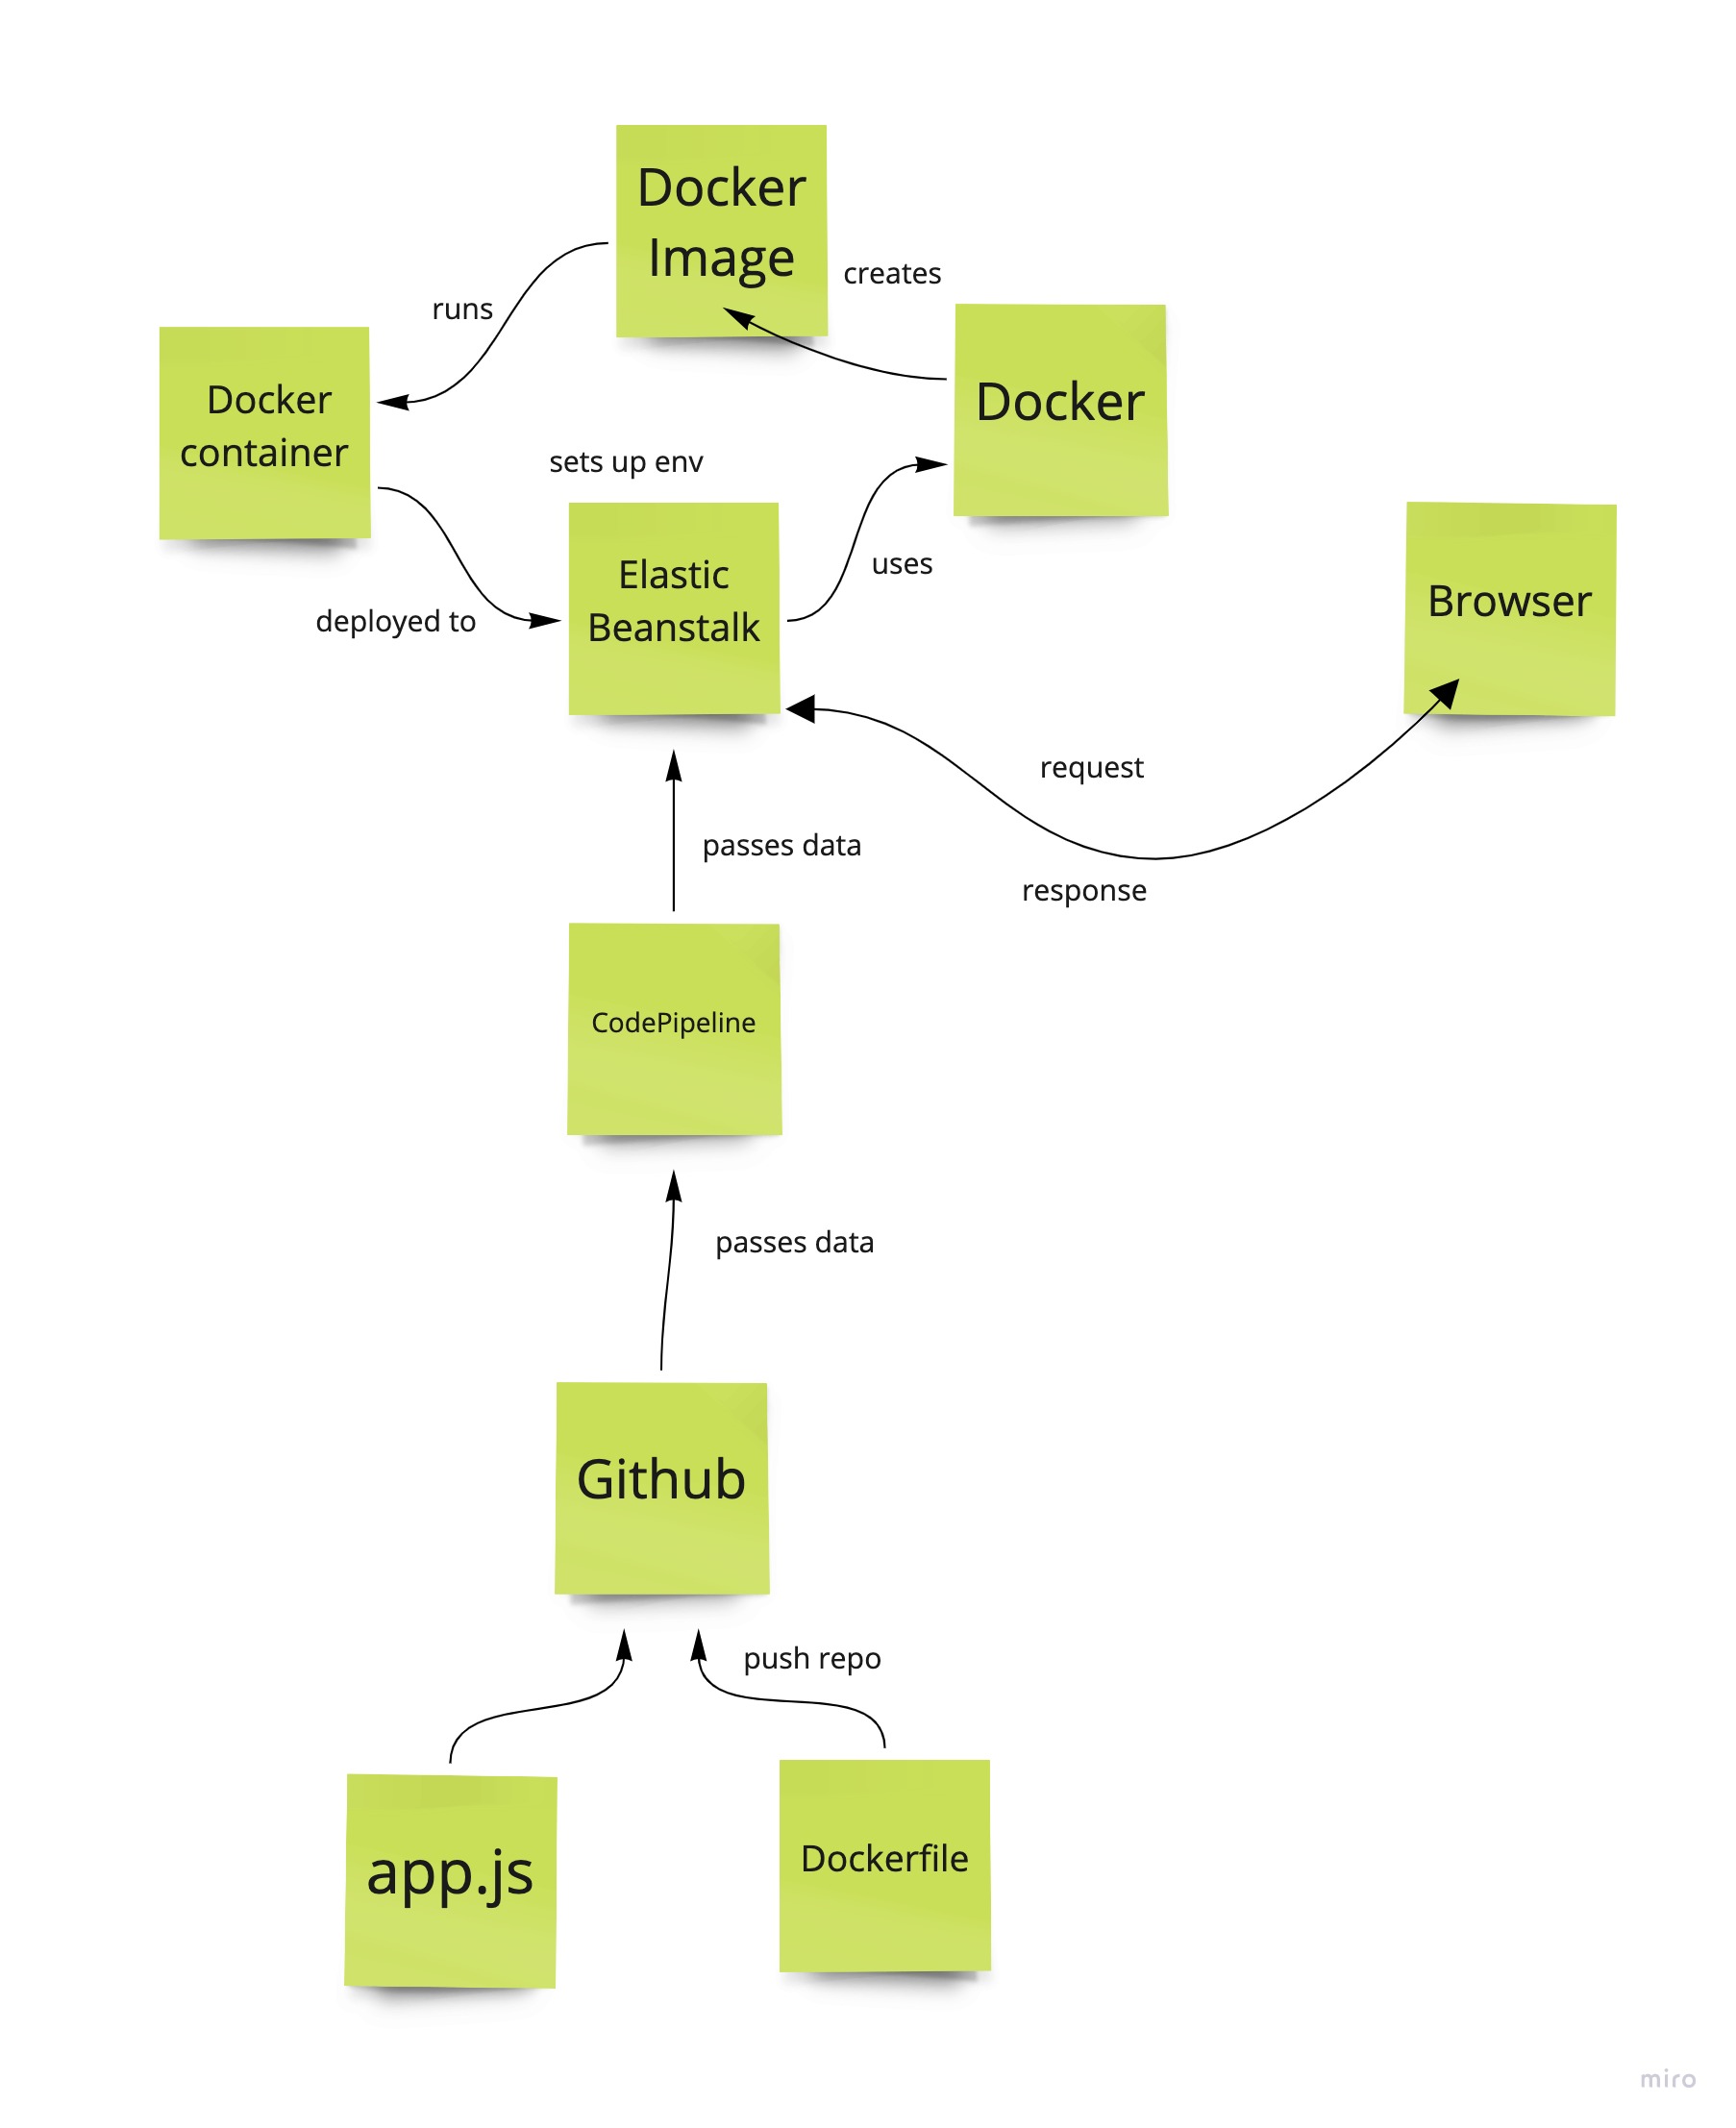 Docker
Image
creates
runs
Docker
Docker
container
sets up env
Elastic
Beanstalk
uses
Browser
deployed to
request
passes data
response
CodePipeline
passes data
Github
push repo
app.js
Dockerfile
miro